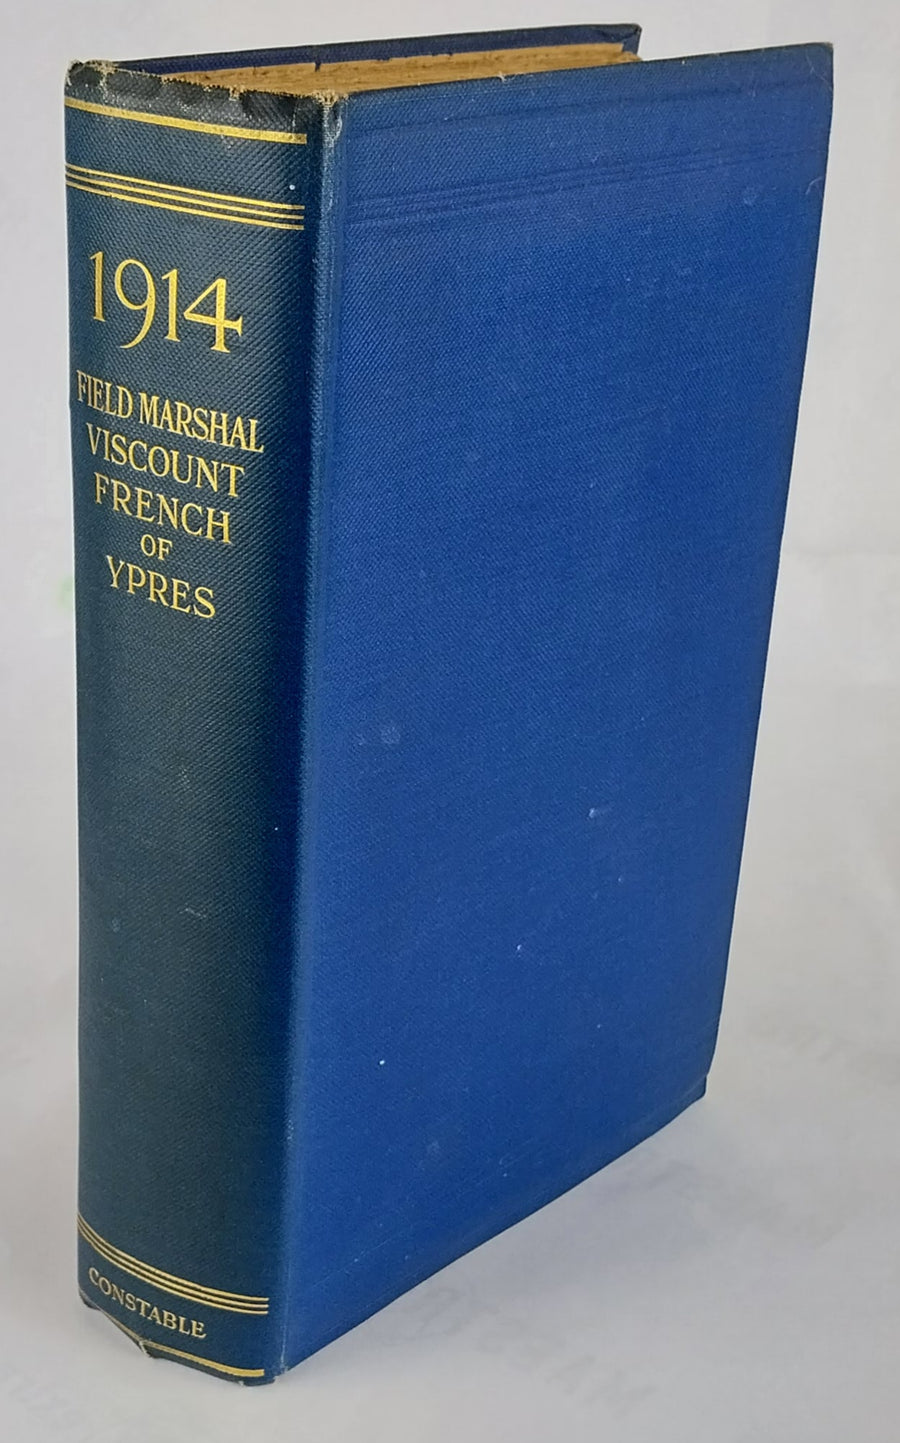 1914
FIELD MARSHAL
VISCOUNT
FRENCH
OF
YPRES
CONSTABLE